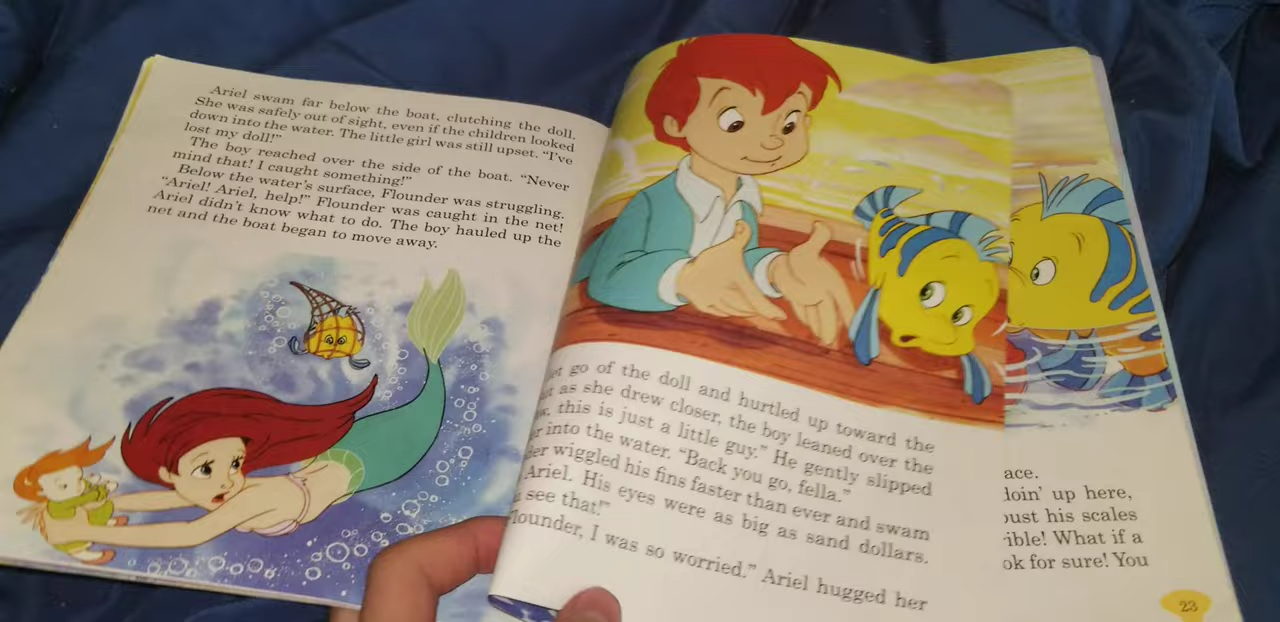 Ariel swam far below the boat, clutching the doll.
She was safely out of sight, even if the children looked
down into the water. The little girl was still upset. “I’ve
lost my doll!”
The boy reached over the side of the boat. “Never
mind that! I caught something!”
Below the water’s surface, Flounder was struggling.
“Ariel! Ariel, help!” Flounder was caught in the net!
Ariel didn’t know what to do. The boy hauled up the
net and the boat began to move away.
go of the doll and hurtled up toward the
as she drew closer, the boy leaned over the
this is just a little guy.” He gently slipped
into the water. “Back you go, fella.”
wiggled his fins faster than ever and swam
Ariel. His eyes were as big as sand dollars.
see that!”
Flounder, I was so worried.” Ariel hugged her
ace.
doin’ up here,
his scales
ible! What if a
for sure! You
23